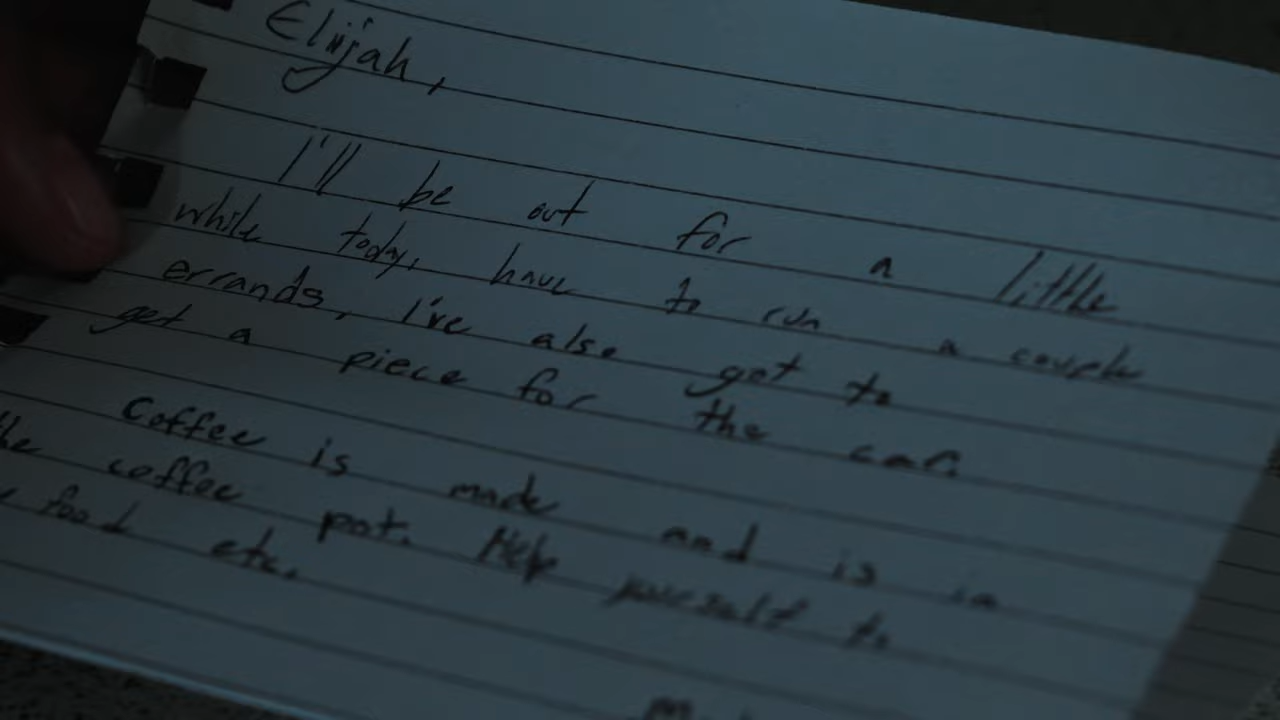 Elijah,
I'll be out for a little
while today, have to run a couple
errands, I've also got to
get a piece for the car.
Coffee is made and is in
the coffee pot. Help yourself to
food etc.